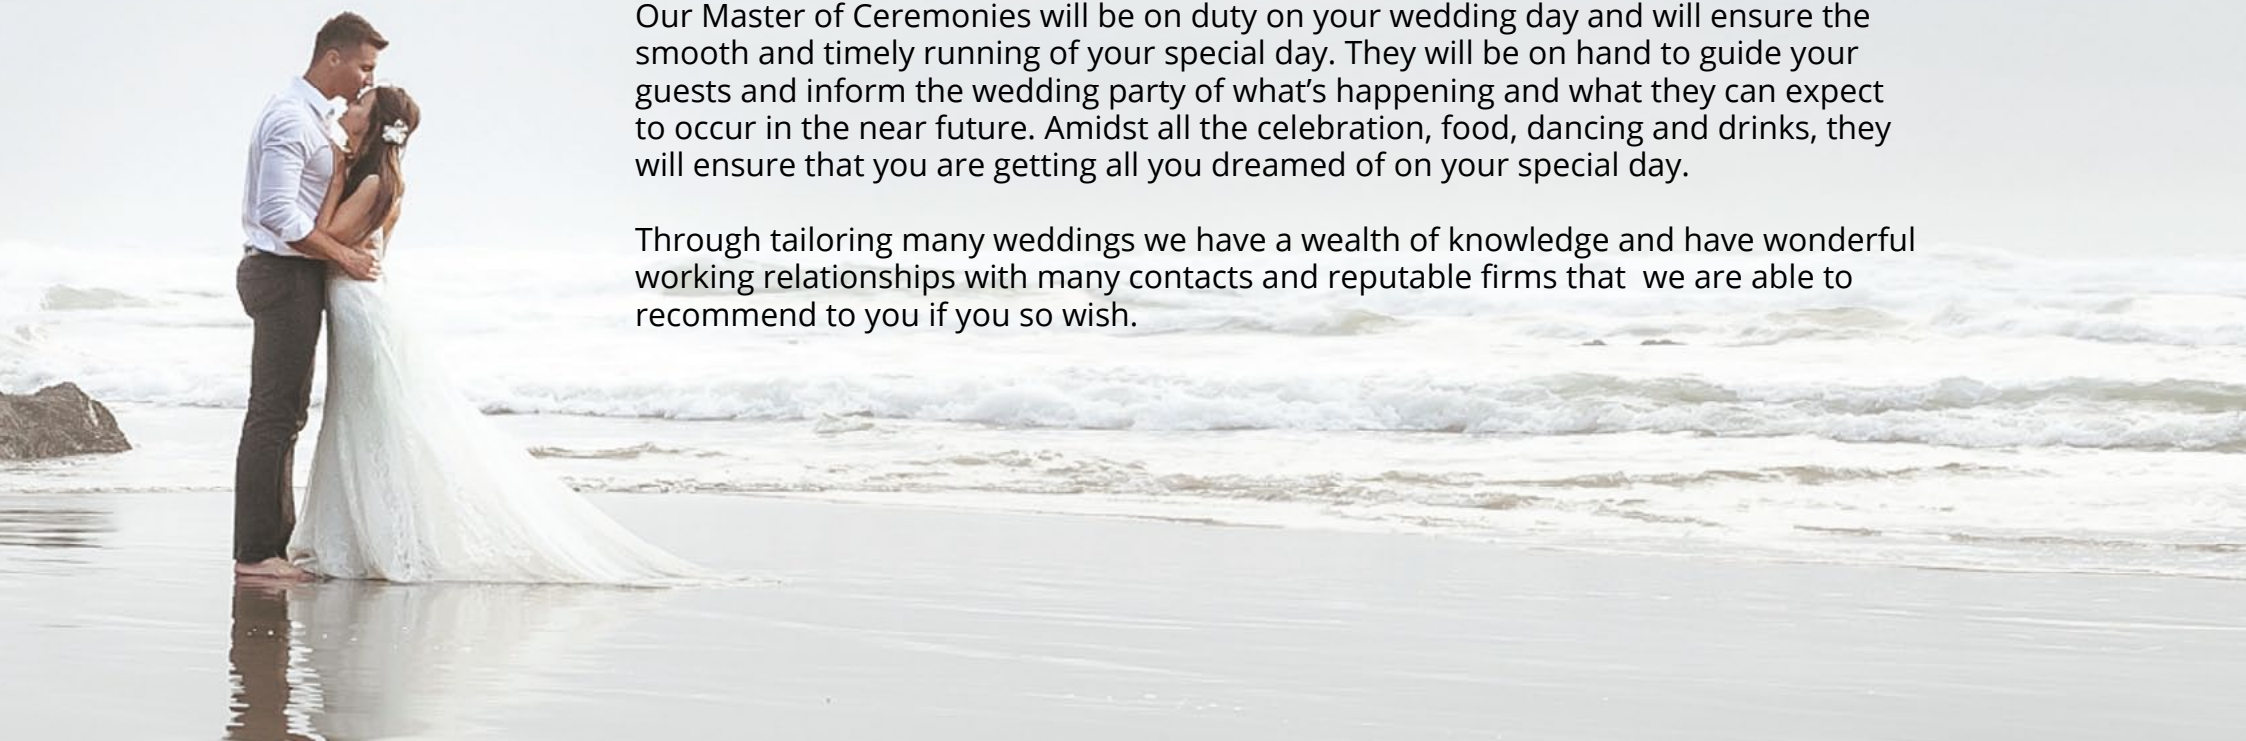 Our Master of Ceremonies will be on duty on your wedding day and will ensure the
smooth and timely running of your special day. They will be on hand to guide your
guests and inform the wedding party of what’s happening and what they can expect
to occur in the near future. Amidst all the celebration, food, dancing and drinks, they
will ensure that you are getting all you dreamed of on your special day.
Through tailoring many weddings we have a wealth of knowledge and have wonderful
working relationships with many contacts and reputable firms that  we are able to
recommend to you if you so wish.